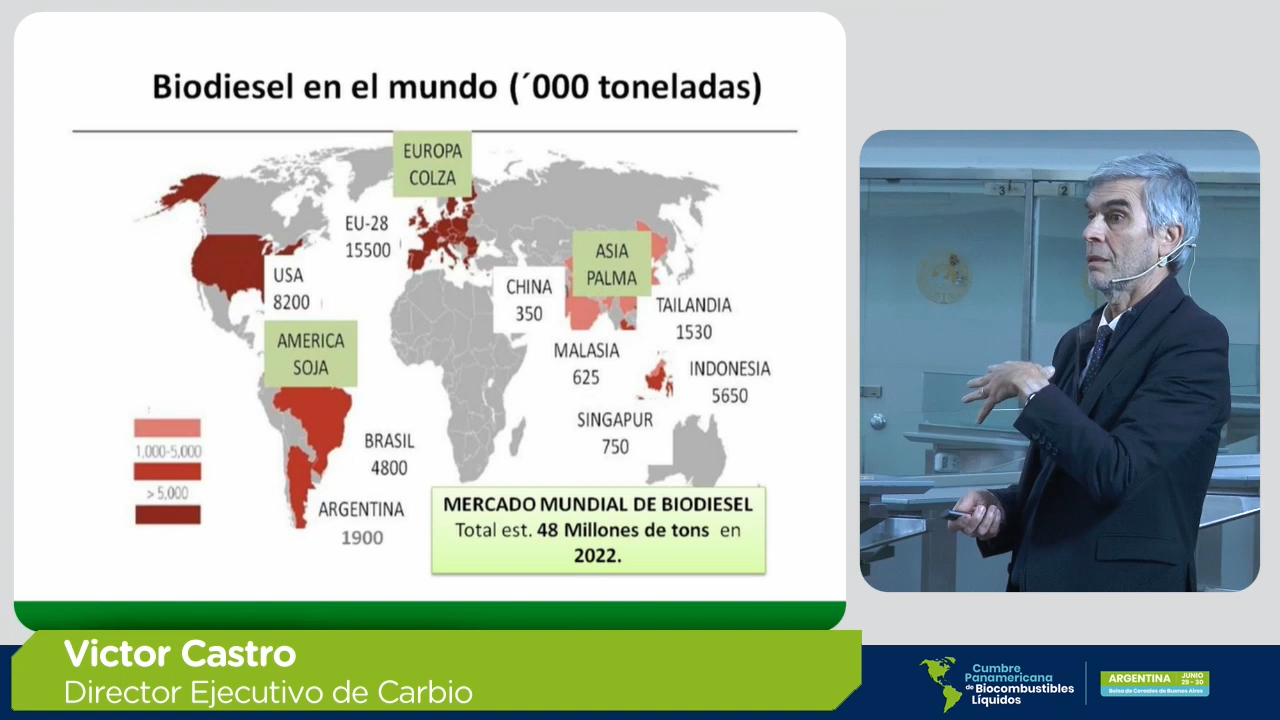 Biodiesel en el mundo (´000 toneladas)
EUROPA
COLZA
EU-28
15500
USA
8200
ASIA
PALMA
CHINA
350
TAILANDIA
1530
AMERICA
SOJA
MALASIA
625
INDONESIA
5650
SINGAPUR
750
1,000-5,000
> 5,000
BRASIL
4800
ARGENTINA
1900
MERCADO MUNDIAL DE BIODIESEL
Total est. 48 Millones de tons en
2022.
3
2
Victor Castro
Director Ejecutivo de Carbio
Cumbre
Panamericana
de Biocombustibles
Líquidos
ARGENTINA
JUNIO
29 - 30
Bolsa de Cereales de Buenos Aires